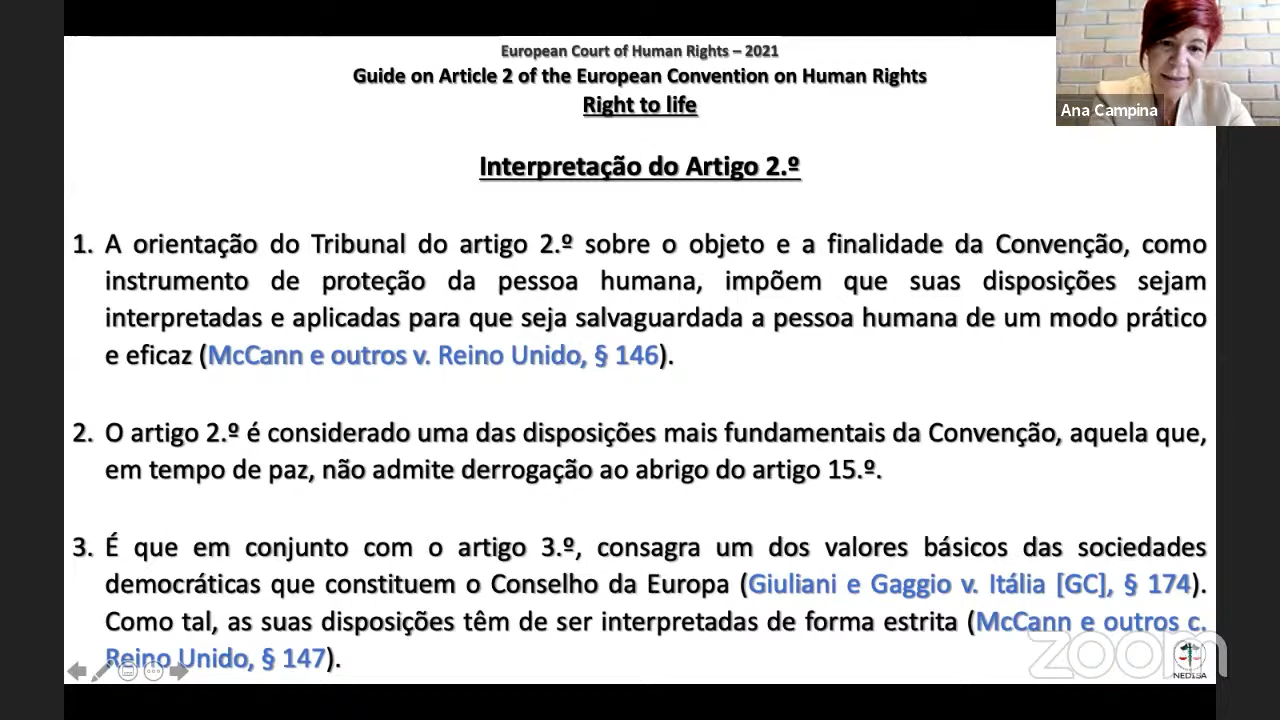 European Court of Human Rights – 2021
Guide on Article 2 of the European Convention on Human Rights
Right to life
Ana Campina
Interpretação do Artigo 2.º
1. A orientação do Tribunal do artigo 2.º sobre o objeto e a finalidade da Convenção, como
instrumento de proteção da pessoa humana, impõem que suas disposições sejam
interpretadas e aplicadas para que seja salvaguardada a pessoa humana de um modo prático
e eficaz (McCann e outros v. Reino Unido, § 146).
2. O artigo 2.º é considerado uma das disposições mais fundamentais da Convenção, aquela que,
em tempo de paz, não admite derrogação ao abrigo do artigo 15.º.
3. É que em conjunto com o artigo 3.º, consagra um dos valores básicos das sociedades
democráticas que constituem o Conselho da Europa (Giuliani e Gaggio v. Itália [GC], § 174).
Como tal, as suas disposições têm de ser interpretadas de forma estrita (McCann e outros c.
Reino Unido, § 147).
zoom
NEDISA